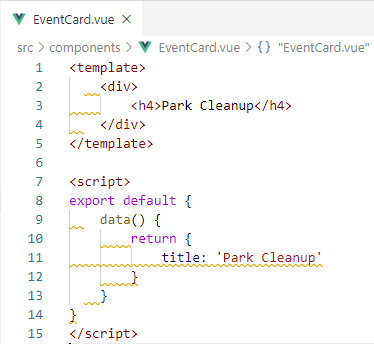 EventCard.vue
src > components > EventCard.vue > {} "EventCard.vue"
1 <template>
2     <div>
3         <h4>Park Cleanup</h4>
4     </div>
5 </template>
6
7 <script>
8 export default {
9     data() {
10         return {
11             title: 'Park Cleanup'
12         }
13     }
14 }
15 </script>